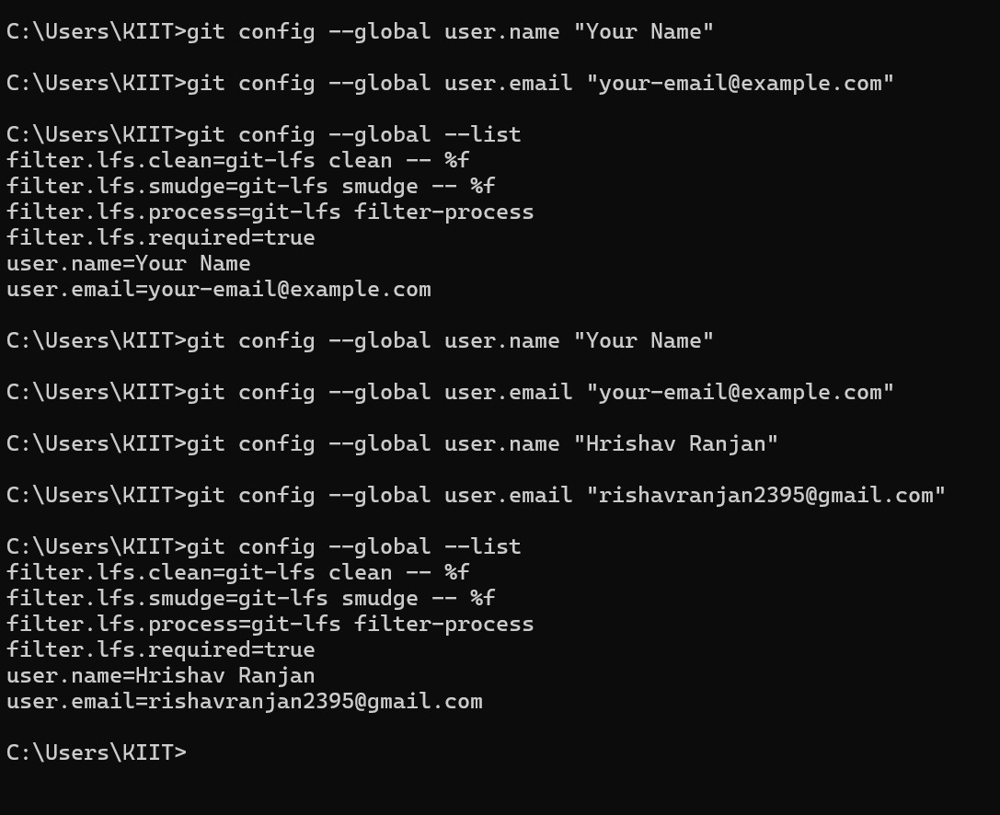 C:\Users\KIIT>git config --global user.name "Your Name"
C:\Users\KIIT>git config --global user.email "your-email@example.com"
C:\Users\KIIT>git config --global --list
filter.lfs.clean=git-lfs clean -- %f
filter.lfs.smudge=git-lfs smudge -- %f
filter.lfs.process=git-lfs filter-process
filter.lfs.required=true
user.name=Your Name
user.email=your-email@example.com
C:\Users\KIIT>git config --global user.name "Your Name"
C:\Users\KIIT>git config --global user.email "your-email@example.com"
C:\Users\KIIT>git config --global user.name "Hrishav Ranjan"
C:\Users\KIIT>git config --global user.email "rishavranjan2395@gmail.com"
C:\Users\KIIT>git config --global --list
filter.lfs.clean=git-lfs clean -- %f
filter.lfs.smudge=git-lfs smudge -- %f
filter.lfs.process=git-lfs filter-process
filter.lfs.required=true
user.name=Hrishav Ranjan
user.email=rishavranjan2395@gmail.com
C:\Users\KIIT>